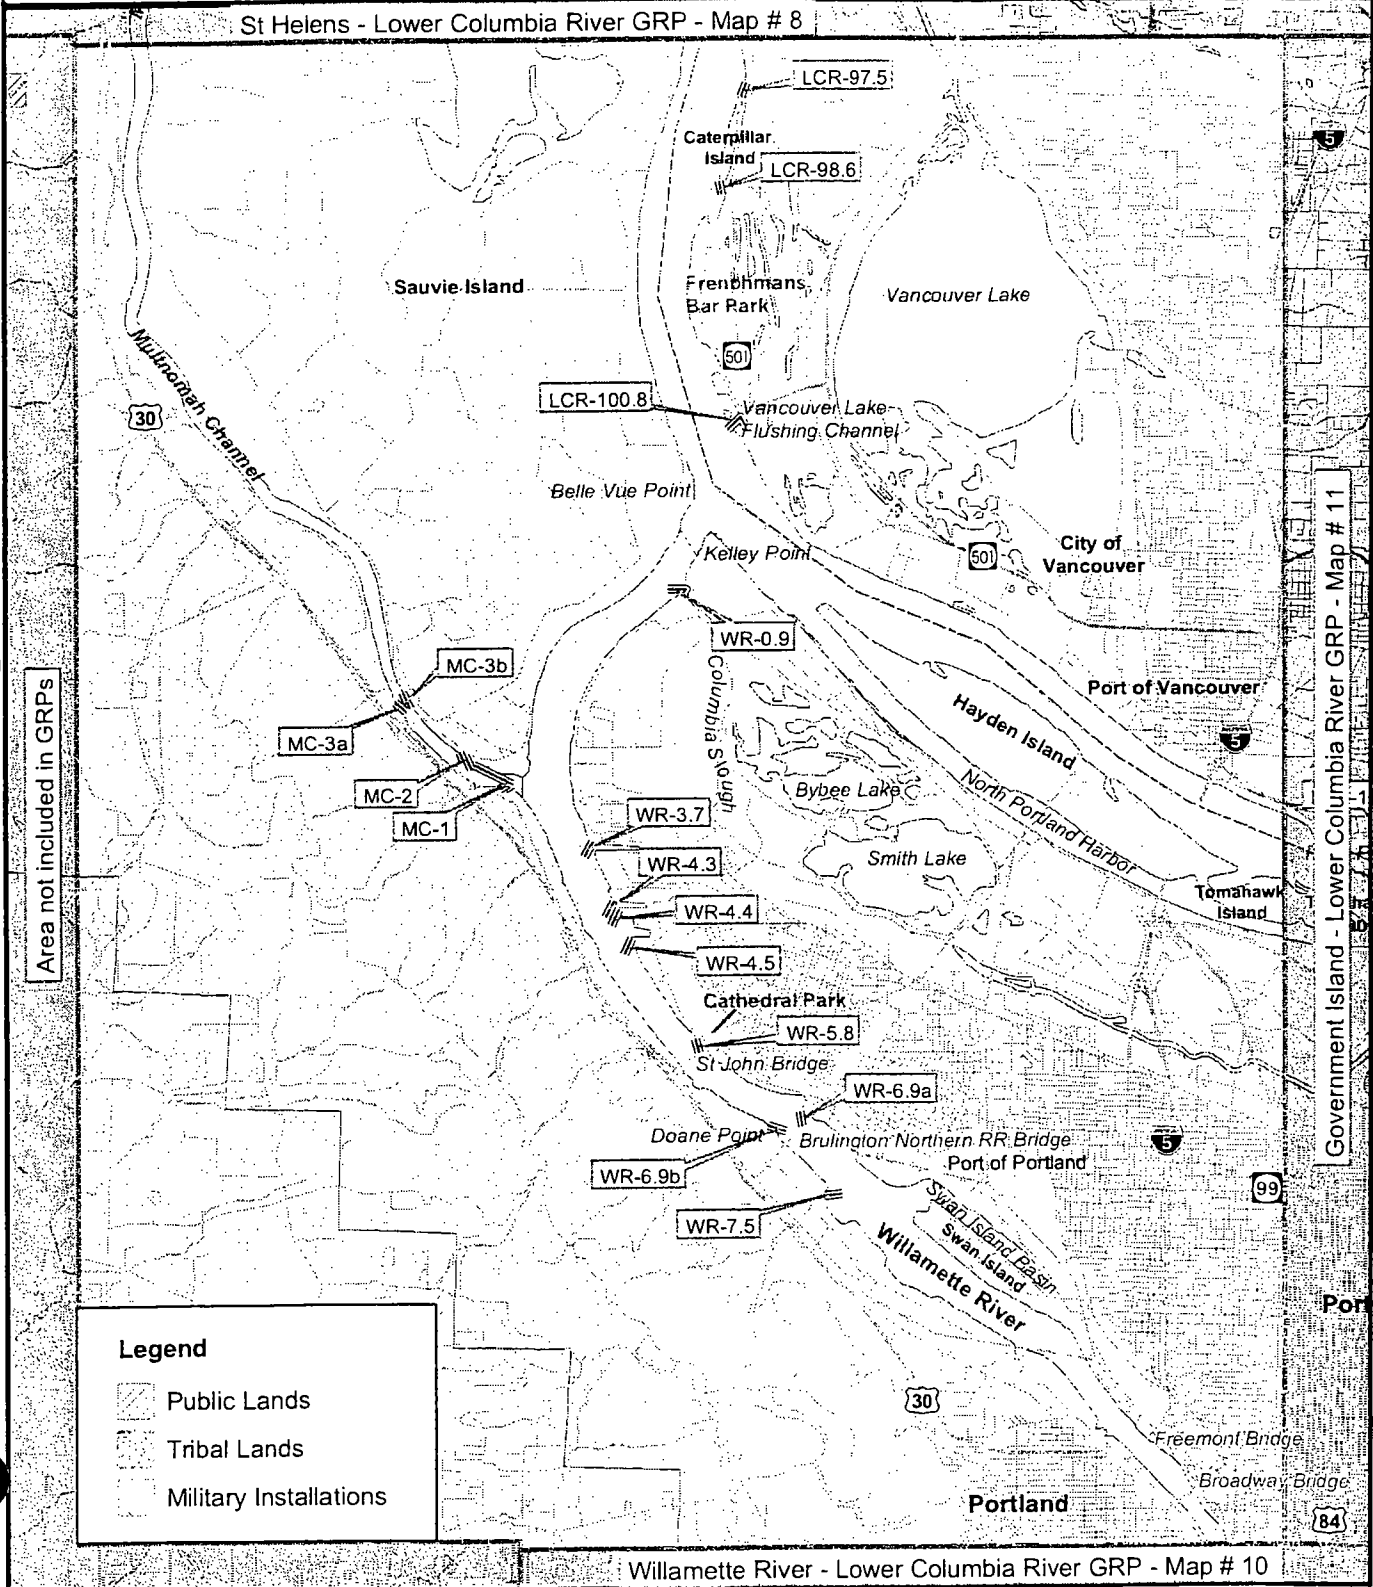 St Helens - Lower Columbia River GRP - Map # 8
LCR-97.5
5
Caterpillar
Island
LCR-98.6
Sauvie Island
Frenchmans
Bar Park
Vancouver Lake
Multnomah Channel
501
30
LCR-100.8
Vancouver Lake
Flushing Channel
Belle Vue Point
Kelley Point
501
City of
Vancouver
WR-0.9
MC-3b
Columbia Slough
Port of Vancouver
Hayden Island
5
MC-3a
MC-2
MC-1
Bybee Lake
North Portland Harbor
WR-3.7
WR-4.3
Smith Lake
WR-4.4
Tomahawk
Island
WR-4.5
Cathedral Park
WR-5.8
St John Bridge
WR-6.9a
Doane Point
Brulington Northern RR Bridge
5
Port of Portland
WR-6.9b
99
WR-7.5
Swan Island Basin
Swan Island
Willamette River
Area not included in GRPs
Government Island - Lower Columbia River GRP - Map # 11
Legend
Public Lands
Tribal Lands
Military Installations
30
Freemont Bridge
Broadway Bridge
Portland
84
Willamette River - Lower Columbia River GRP - Map # 10